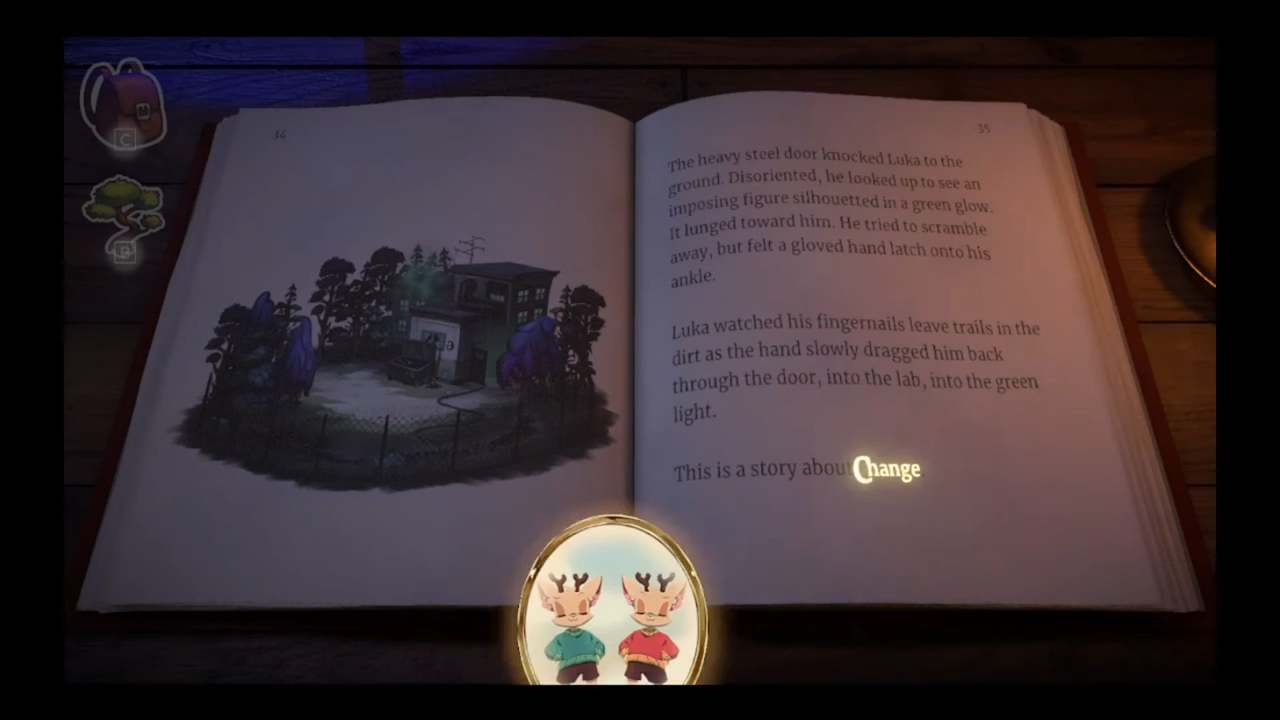 C
B
34
35
The heavy steel door knocked Luka to the
ground. Disoriented, he looked up to see an
imposing figure silhouetted in a green glow.
It lunged toward him. He tried to scramble
away, but felt a gloved hand latch onto his
ankle.
Luka watched his fingernails leave trails in the
dirt as the hand slowly dragged him back
through the door, into the lab, into the green
light.
This is a story about Change.